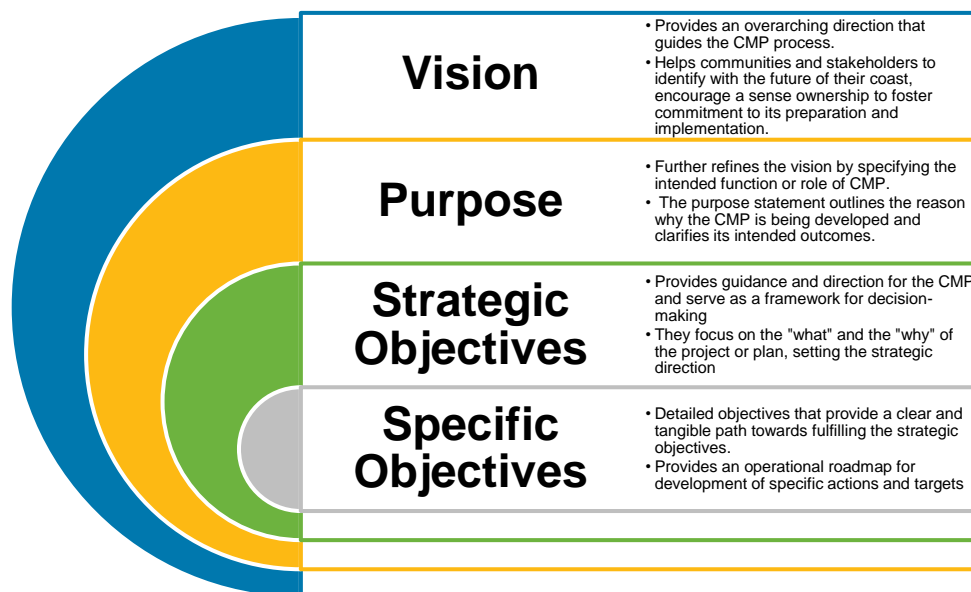 Vision
• Provides an overarching direction that
guides the CMP process.
• Helps communities and stakeholders to
identify with the future of their coast,
encourage a sense ownership to foster
commitment to its preparation and
implementation.
Purpose
• Further refines the vision by specifying the
intended function or role of CMP.
• The purpose statement outlines the reason
why the CMP is being developed and
clarifies its intended outcomes.
Strategic
Objectives
• Provides guidance and direction for the CMP
and serve as a framework for decision-
making
• They focus on the "what" and the "why" of
the project or plan, setting the strategic
direction
Specific
Objectives
• Detailed objectives that provide a clear and
tangible path towards fulfilling the strategic
objectives.
• Provides an operational roadmap for
development of specific actions and targets